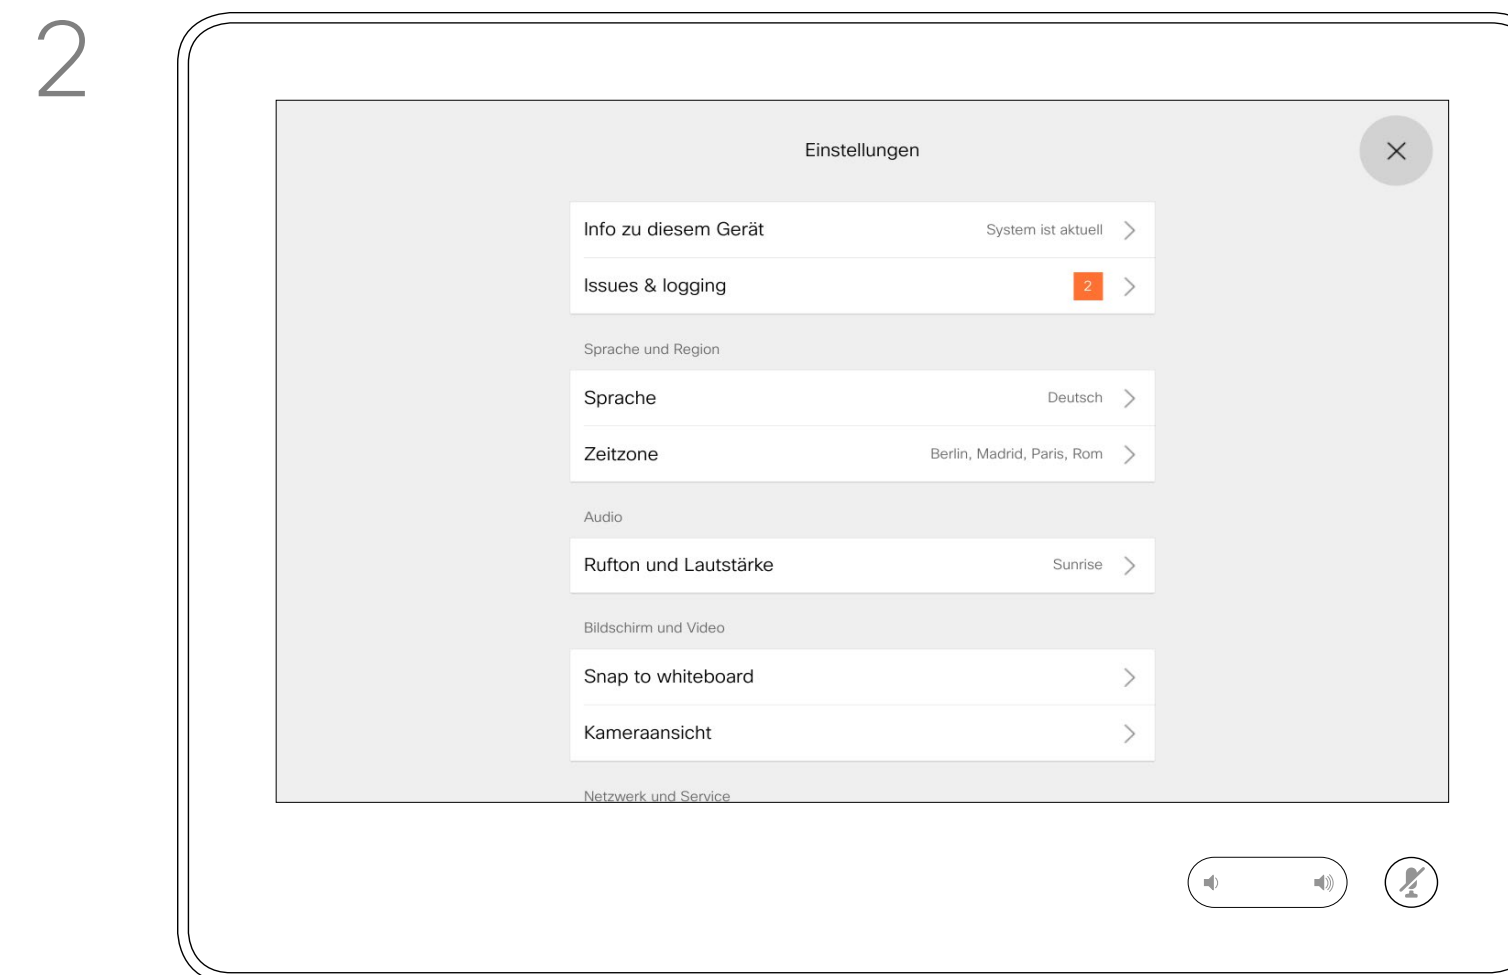 2
Einstellungen
Info zu diesem Gerät System ist aktuell
Issues & logging 2
Sprache und Region
Sprache Deutsch
Zeitzone Berlin, Madrid, Paris, Rom
Audio
Rufton und Lautstärke Sunrise
Bildschirm und Video
Snap to whiteboard
Kameraansicht
Netzwerk und Service